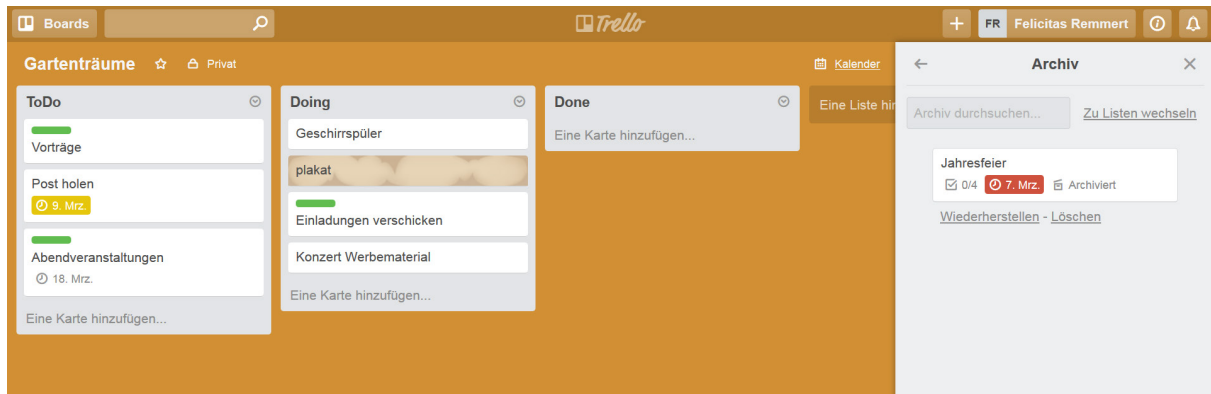 Boards
Trello
FR Felicitas Remmert
Gartenträume Privat
Kalender
ToDo
Vorträge
Post holen
9. Mrz.
Abendveranstaltungen
18. Mrz.
Eine Karte hinzufügen...
Doing
Geschirrspüler
plakat
Einladungen verschicken
Konzert Werbematerial
Eine Karte hinzufügen...
Done
Eine Karte hinzufügen...
Eine Liste hin
Archiv
Archiv durchsuchen... Zu Listen wechseln
Jahresfeier
0/4 7. Mrz. Archiviert
Wiederherstellen - Löschen